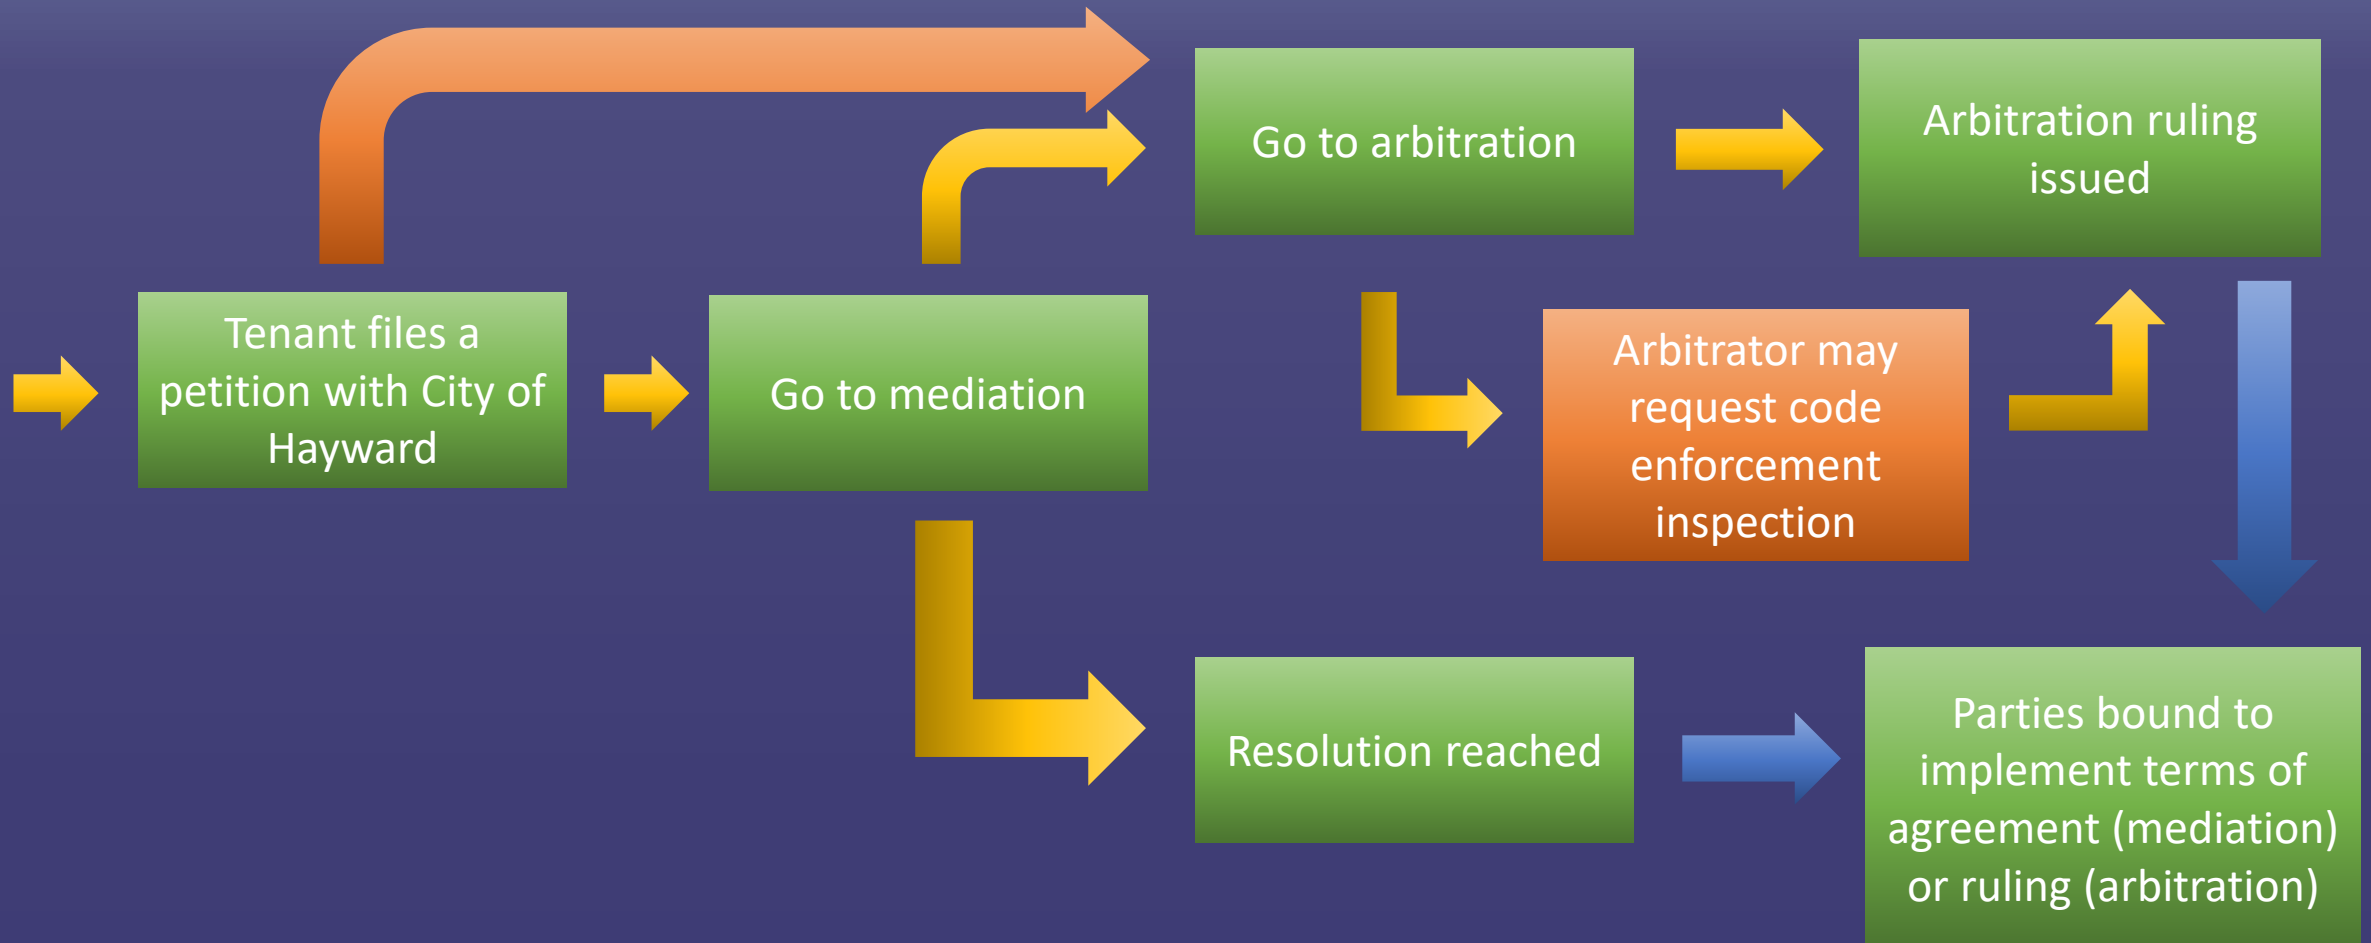 Tenant files a
petition with City of
Hayward
Go to mediation
Go to arbitration
Arbitration ruling
issued
Arbitrator may
request code
enforcement
inspection
Resolution reached
Parties bound to
implement terms of
agreement (mediation)
or ruling (arbitration)